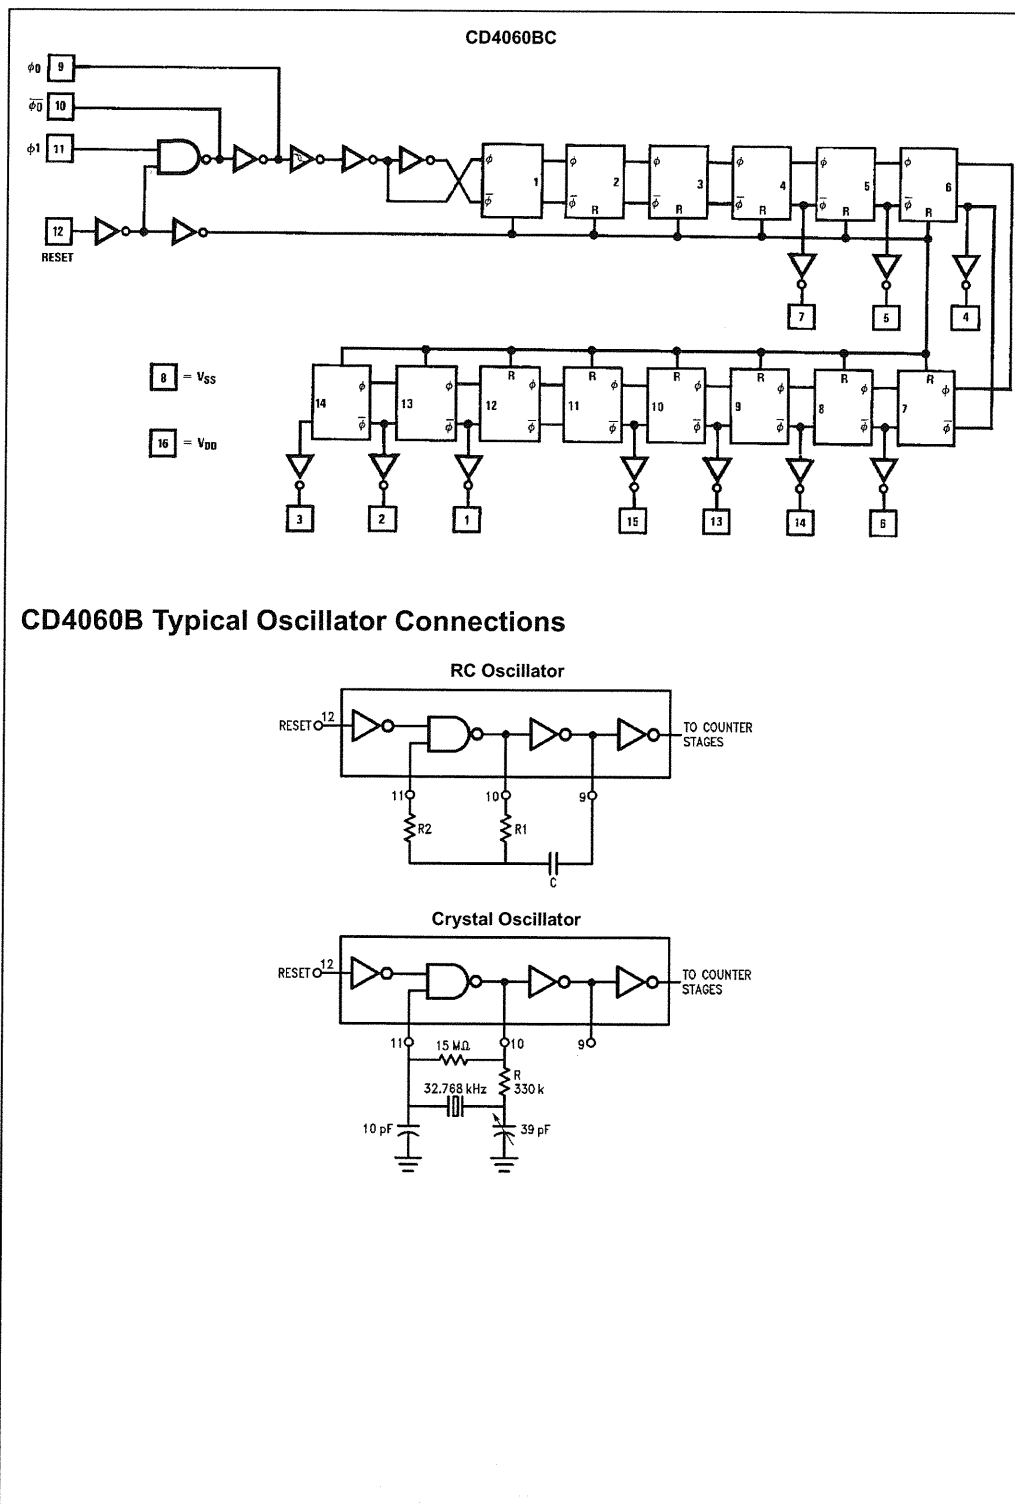 CD4060BC
ϕ0 9
ϕ̅0̅ 10
ϕ1 11
12
RESET
ϕ
ϕ̅
1
2
R
3
R
ϕ
ϕ̅
4
R
ϕ
ϕ̅
5
R
ϕ
ϕ̅
6
R
7
5
4
8 = VSS
16 = VDD
14
ϕ
ϕ̅
13
ϕ
ϕ̅
R
12
ϕ
ϕ̅
R
11
ϕ
ϕ̅
R
10
ϕ
ϕ̅
R
9
ϕ
ϕ̅
R
8
ϕ
ϕ̅
R
7
ϕ
ϕ̅
3
2
1
15
13
14
6
CD4060B Typical Oscillator Connections
RC Oscillator
RESET 12
TO COUNTER
STAGES
11
10
9
R2
R1
C
Crystal Oscillator
RESET 12
TO COUNTER
STAGES
11
15 MΩ
10
9
R
330 k
32.768 kHz
10 pF
39 pF